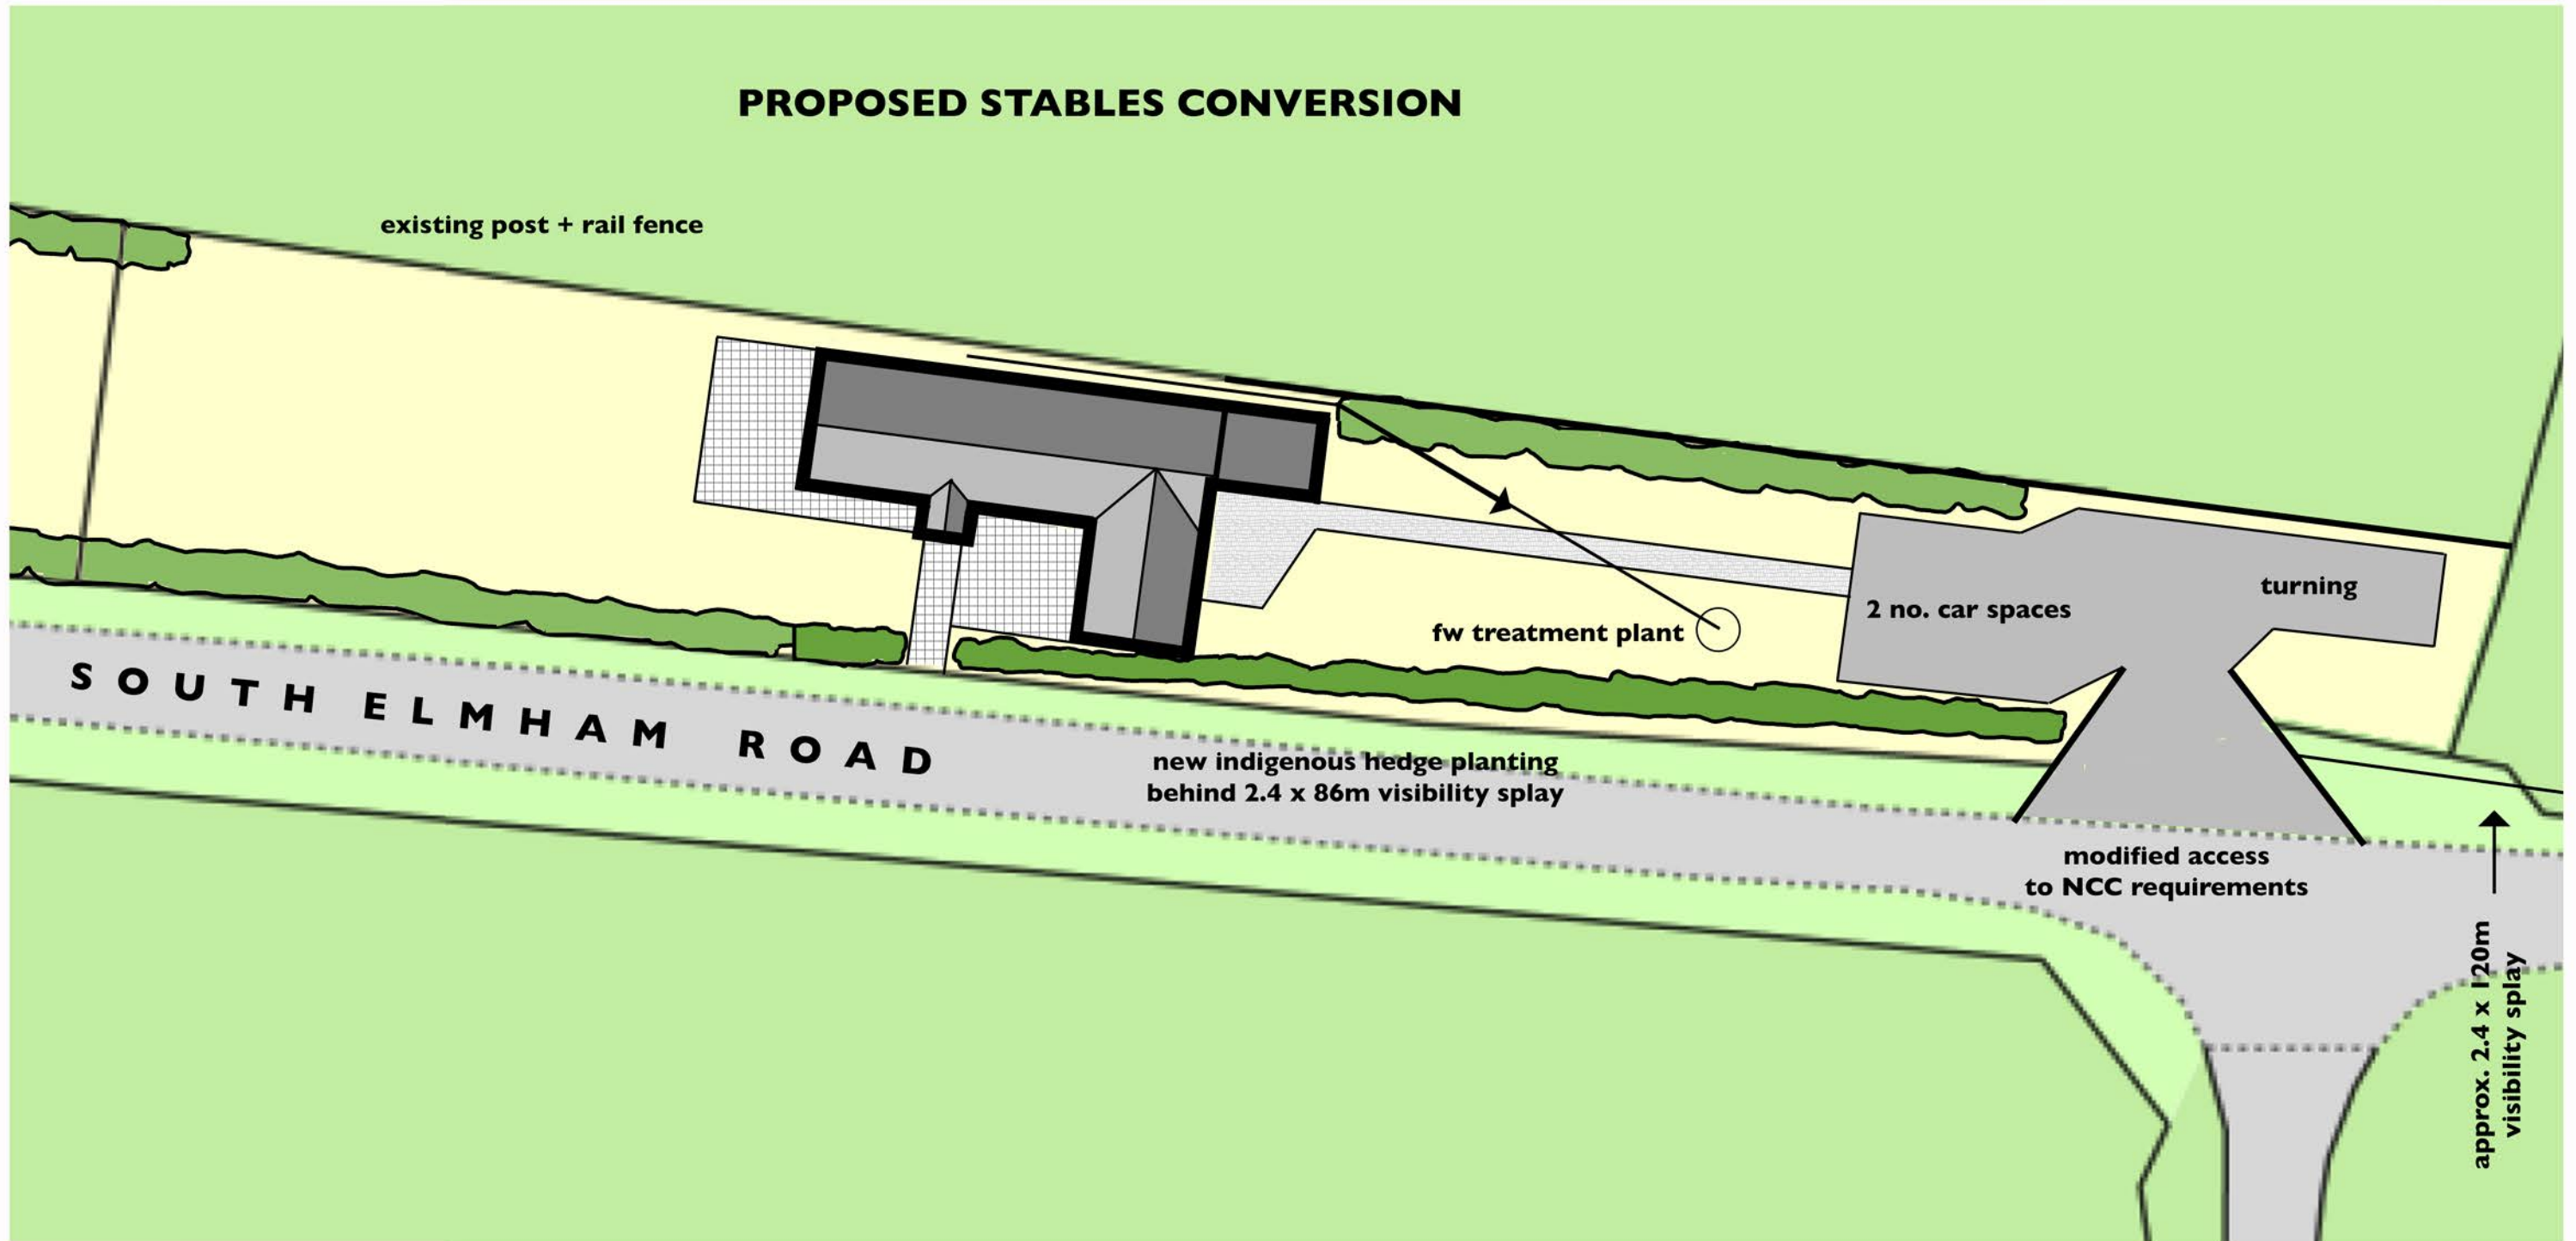 PROPOSED STABLES CONVERSION
existing post + rail fence
turning
2 no. car spaces
fw treatment plant
SOUTH ELMHAM ROAD
new indigenous hedge planting
behind 2.4 x 86m visibility splay
modified access
to NCC requirements
approx. 2.4 x 120m
visibility splay